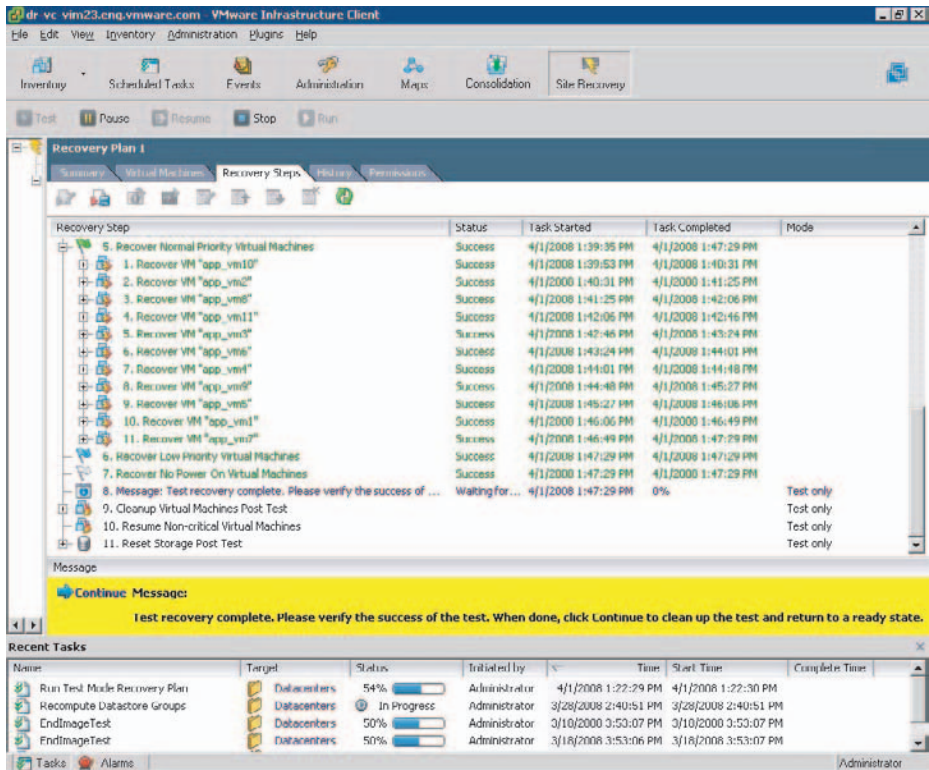 dr-vc-vim23.eng.vmware.com - VMware Infrastructure Client
File Edit View Inventory Administration Plugins Help
Inventory Scheduled Tasks Events Administration Maps Consolidation Site Recovery
Test Pause Resume Stop Run
Recovery Plan 1
Summary Virtual Machines Recovery Steps History Permissions
Recovery Step Status Task Started Task Completed Mode
5. Recover Normal Priority Virtual Machines Success 4/1/2008 1:39:35 PM 4/1/2008 1:47:29 PM
1. Recover VM "app_vm10" Success 4/1/2008 1:39:53 PM 4/1/2008 1:40:31 PM
2. Recover VM "app_vm2" Success 4/1/2008 1:40:31 PM 4/1/2008 1:41:25 PM
3. Recover VM "app_vm8" Success 4/1/2008 1:41:25 PM 4/1/2008 1:42:06 PM
4. Recover VM "app_vm11" Success 4/1/2008 1:42:06 PM 4/1/2008 1:42:46 PM
5. Recover VM "app_vm3" Success 4/1/2008 1:42:46 PM 4/1/2008 1:43:24 PM
6. Recover VM "app_vm6" Success 4/1/2008 1:43:24 PM 4/1/2008 1:44:01 PM
7. Recover VM "app_vm4" Success 4/1/2008 1:44:01 PM 4/1/2008 1:44:48 PM
8. Recover VM "app_vm9" Success 4/1/2008 1:44:48 PM 4/1/2008 1:45:27 PM
9. Recover VM "app_vm5" Success 4/1/2008 1:45:27 PM 4/1/2008 1:46:06 PM
10. Recover VM "app_vm1" Success 4/1/2008 1:46:06 PM 4/1/2008 1:46:49 PM
11. Recover VM "app_vm7" Success 4/1/2008 1:46:49 PM 4/1/2008 1:47:29 PM
6. Recover Low Priority Virtual Machines Success 4/1/2008 1:47:29 PM 4/1/2008 1:47:29 PM
7. Recover No Power On Virtual Machines Success 4/1/2008 1:47:29 PM 4/1/2008 1:47:29 PM
8. Message: Test recovery complete. Please verify the success of ... Waiting for... 4/1/2008 1:47:29 PM 0% Test only
9. Cleanup Virtual Machines Post Test Test only
10. Resume Non-critical Virtual Machines Test only
11. Reset Storage Post Test Test only
Message
Continue Message:
Test recovery complete. Please verify the success of the test. When done, click Continue to clean up the test and return to a ready state.
Recent Tasks
Name Target Status Initiated by Time Start Time Complete Time
Run Test Mode Recovery Plan Datacenters 54% Administrator 4/1/2008 1:22:29 PM 4/1/2008 1:22:30 PM
Recompute Datastore Groups Datacenters In Progress Administrator 3/28/2008 2:40:51 PM 3/28/2008 2:40:51 PM
EndImageTest Datacenters 50% Administrator 3/18/2008 3:53:07 PM 3/18/2008 3:53:07 PM
EndImageTest Datacenters 50% Administrator 3/18/2008 3:53:06 PM 3/18/2008 3:53:07 PM
Tasks Alarms Administrator